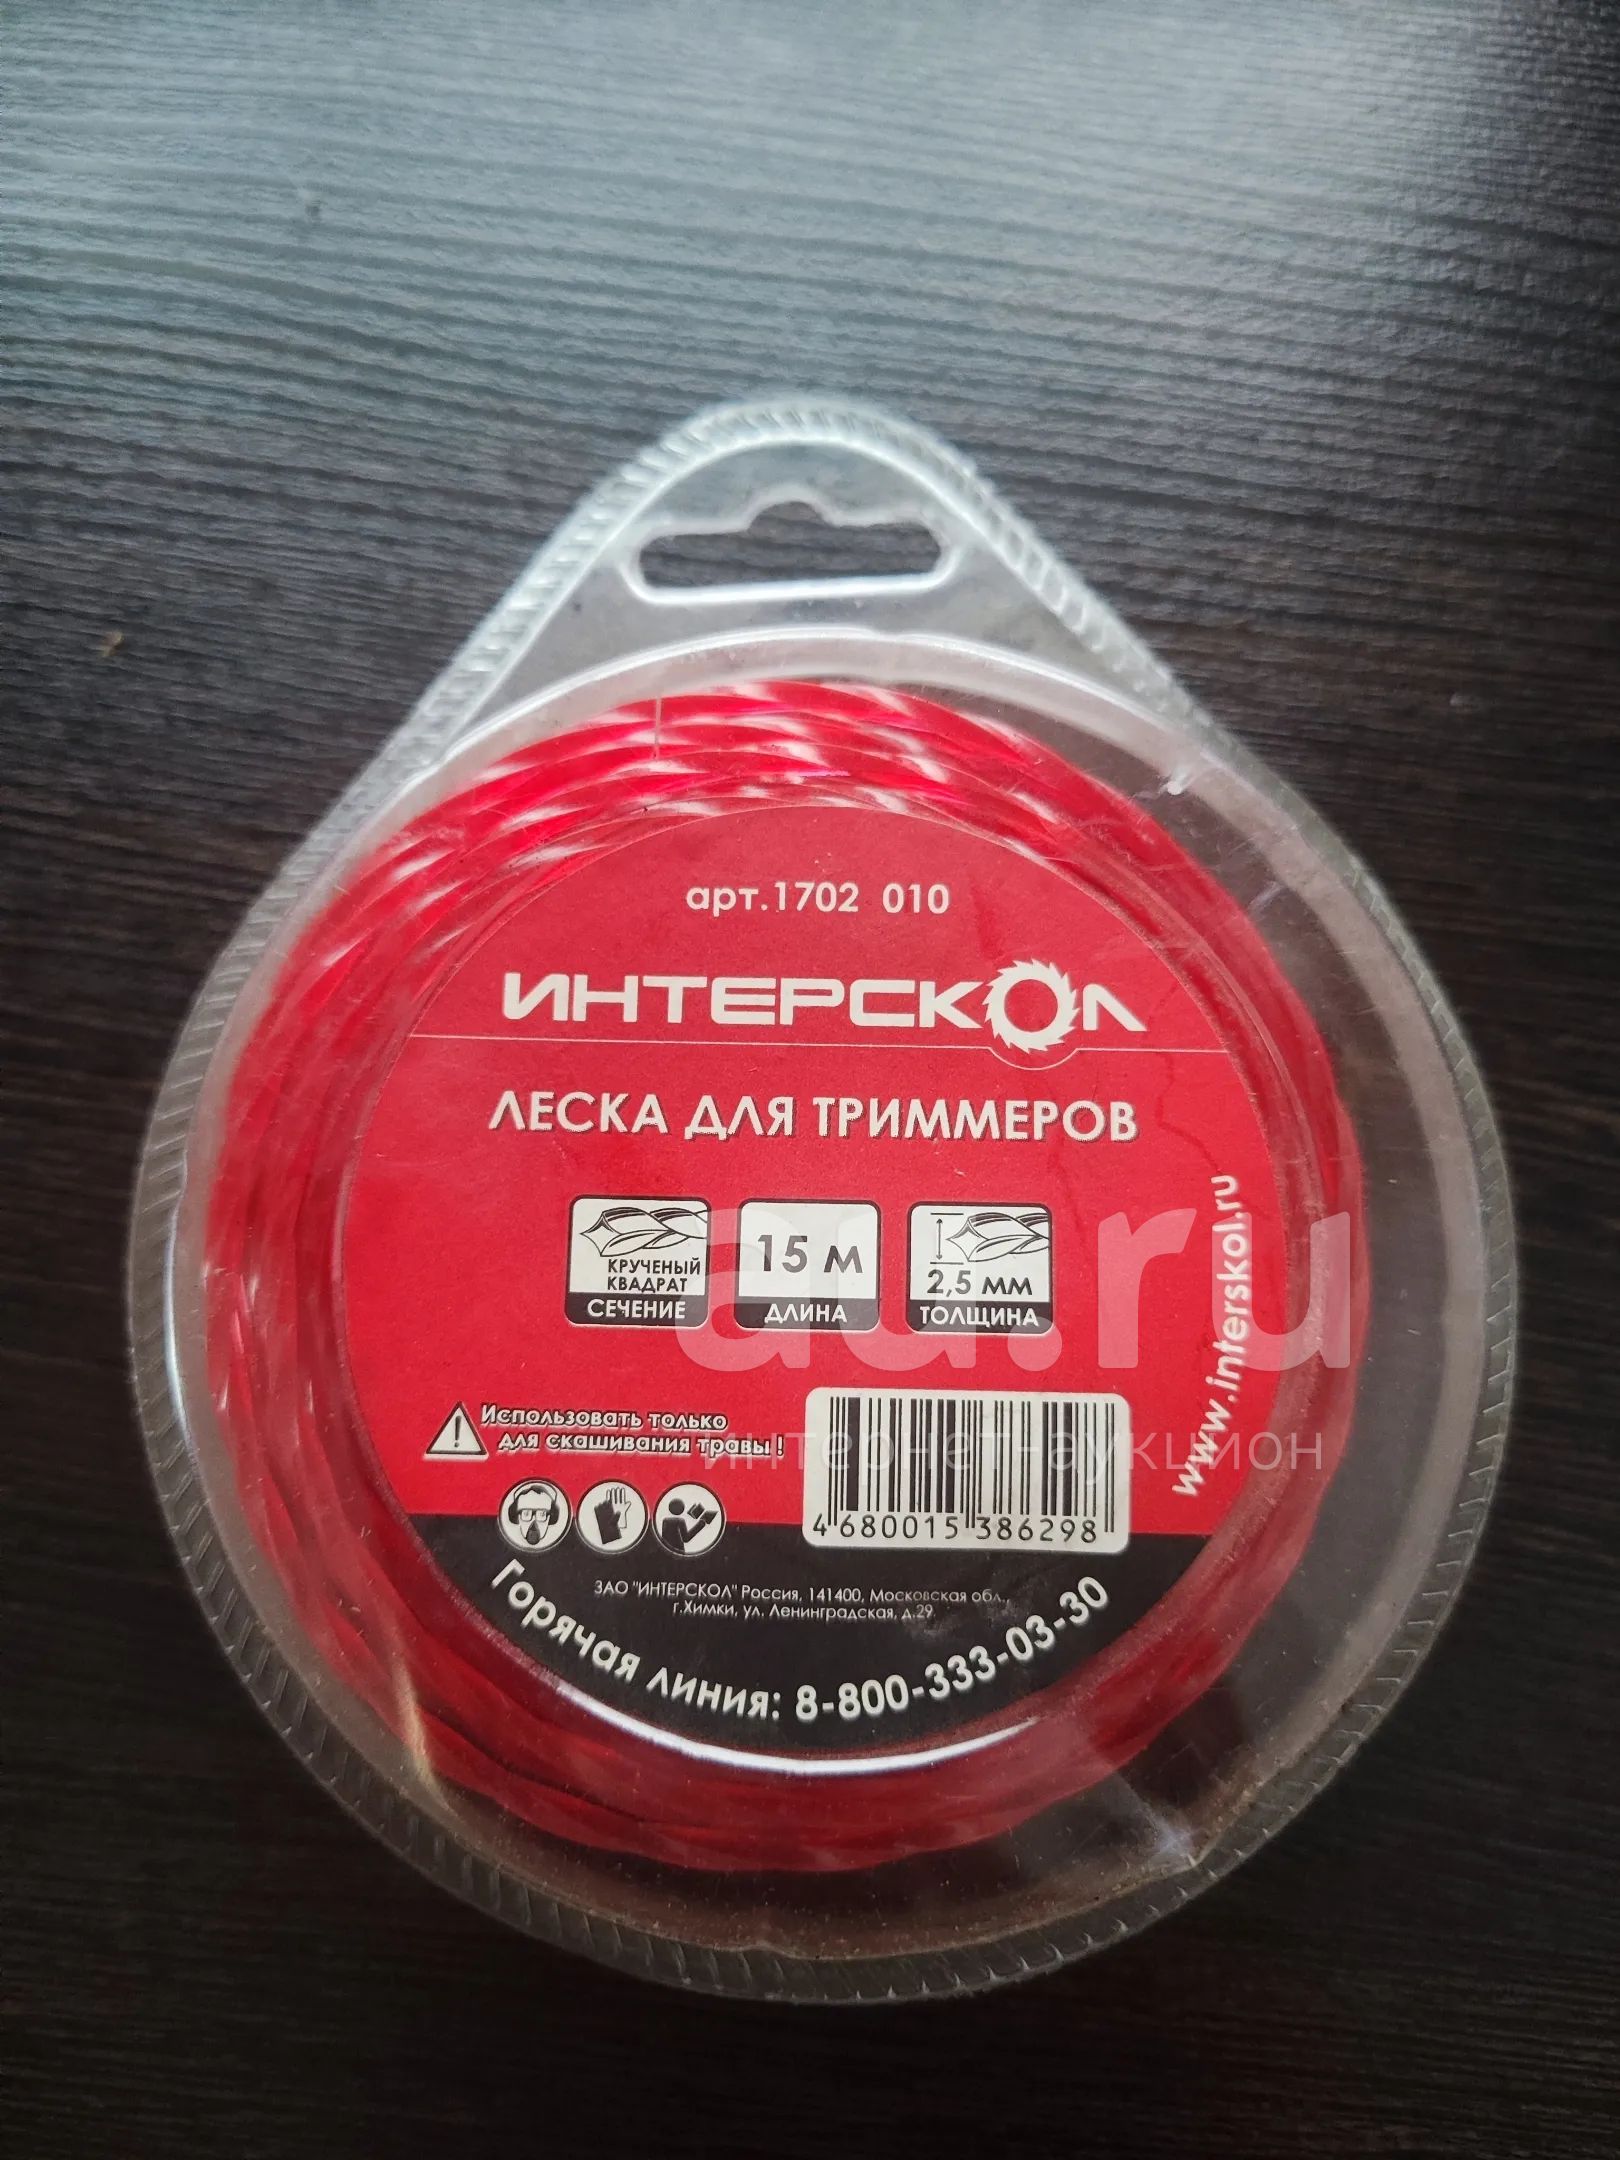 арт.1702 010
ИНТЕРСКОЛ
ЛЕСКА ДЛЯ ТРИММЕРОВ
КРУЧЕНЫЙ
КВАДРАТ
СЕЧЕНИЕ
15 м
ДЛИНА
2,5 мм
ТОЛЩИНА
www.interskol.ru
au.ru
интернет-аукцион
Использовать только
для скашивания травы!
4 680015 386298
ЗАО "ИНТЕРСКОЛ" Россия, 141400, Московская обл.,
г.Химки, ул. Ленинградская, д.29
Горячая линия: 8-800-333-03-30